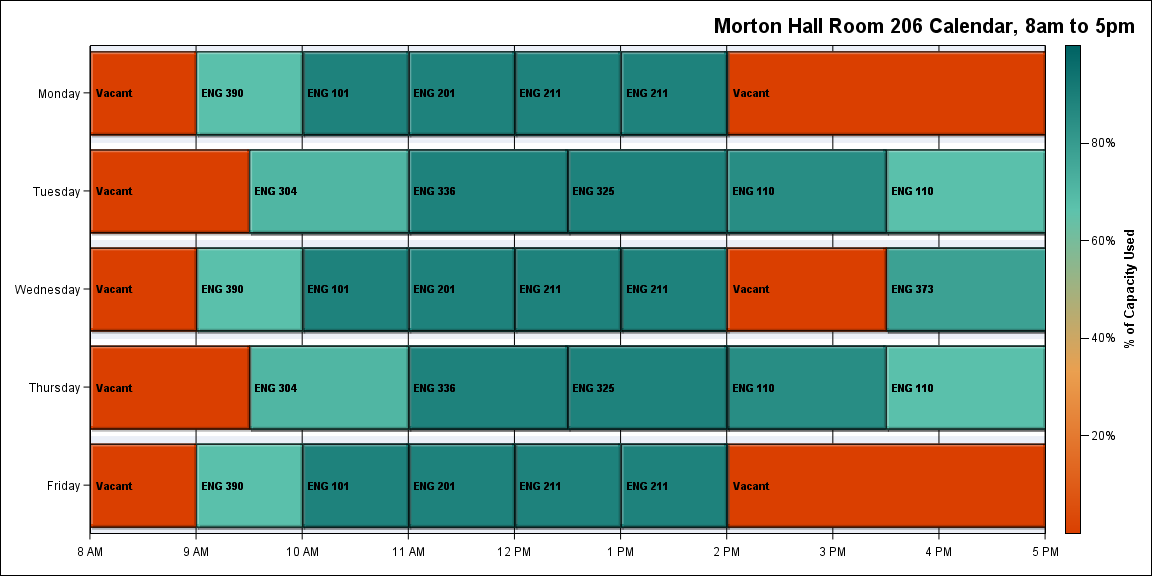 Morton Hall Room 206 Calendar, 8am to 5pm
Monday
Vacant
ENG 390
ENG 101
ENG 201
ENG 211
ENG 211
Vacant
Tuesday
Vacant
ENG 304
ENG 336
ENG 325
ENG 110
ENG 110
Wednesday
Vacant
ENG 390
ENG 101
ENG 201
ENG 211
ENG 211
Vacant
ENG 373
Thursday
Vacant
ENG 304
ENG 336
ENG 325
ENG 110
ENG 110
Friday
Vacant
ENG 390
ENG 101
ENG 201
ENG 211
ENG 211
Vacant
8 AM
9 AM
10 AM
11 AM
12 PM
1 PM
2 PM
3 PM
4 PM
5 PM
80%
60%
40%
20%
% of Capacity Used